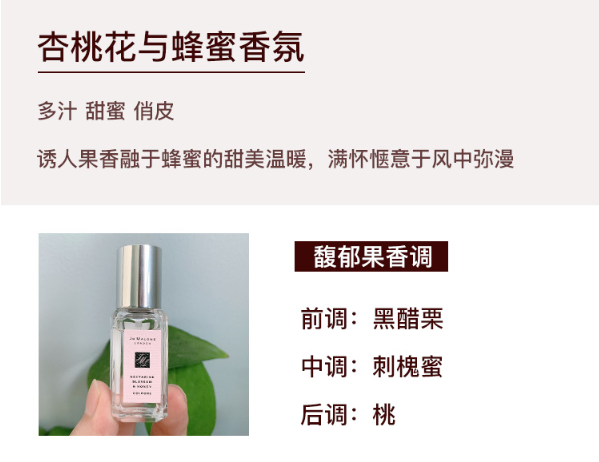 杏桃花与蜂蜜香氛
多汁 甜蜜 俏皮
诱人果香融于蜂蜜的甜美温暖，满怀惬意于风中弥漫
馥郁果香调
前调：黑醋栗
中调：刺槐蜜
后调：桃
JO MALONE
LONDON
NECTARINE
BLOSSOM
& HONEY
COLOGNE